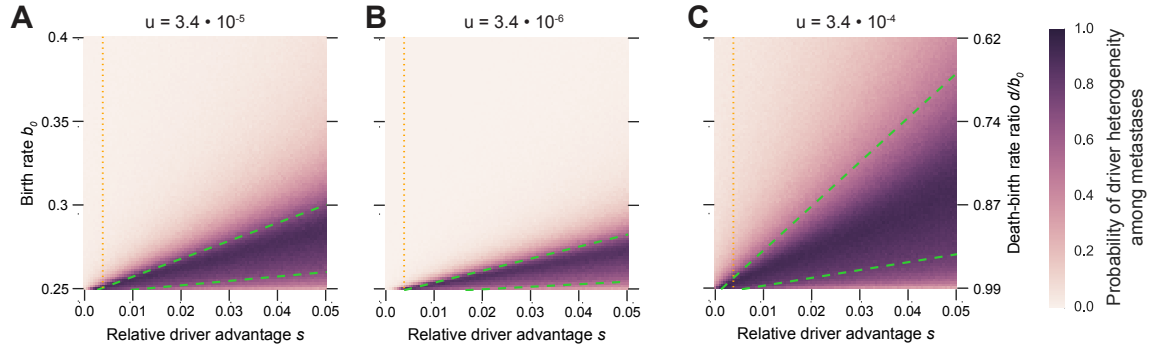 A
u = 3.4 • 10-5
Birth rate b0
0.4
0.35
0.3
0.25
0.0
0.01
0.02
0.03
0.04
0.05
Relative driver advantage s
B
u = 3.4 • 10-6
0.0
0.01
0.02
0.03
0.04
0.05
Relative driver advantage s
C
u = 3.4 • 10-4
0.0
0.01
0.02
0.03
0.04
0.05
Relative driver advantage s
0.62
0.74
0.87
0.99
Death-birth rate ratio d/b0
1.0
0.8
0.6
0.4
0.2
0.0
Probability of driver heterogeneity
among metastases